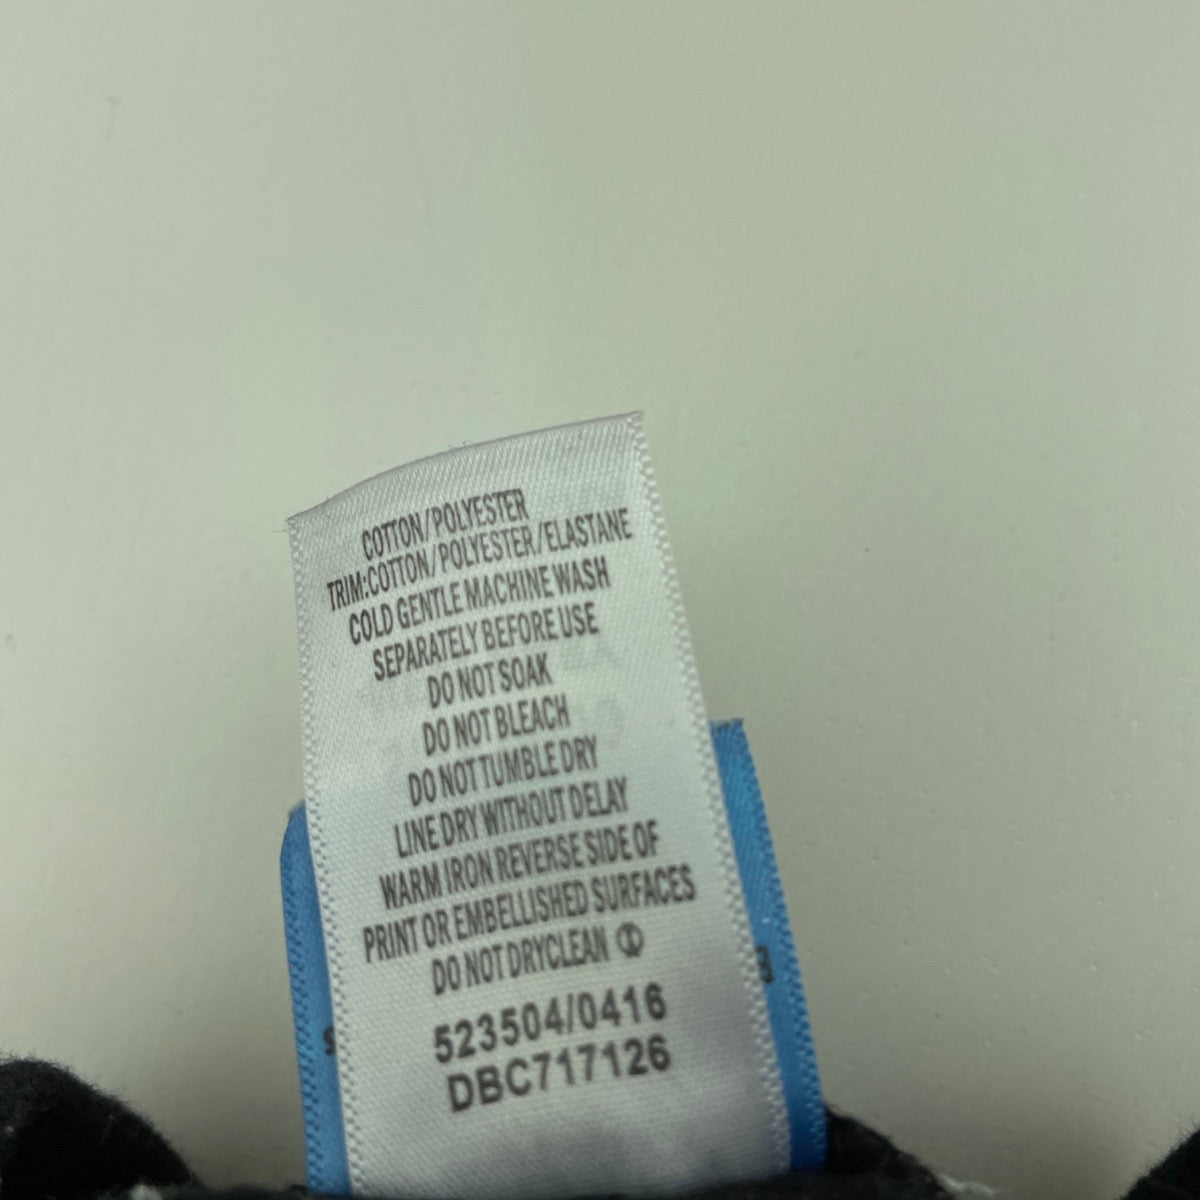 COTTON/POLYESTER
TRIM:COTTON/POLYESTER/ELASTANE
COLD GENTLE MACHINE WASH
SEPARATELY BEFORE USE
DO NOT SOAK
DO NOT BLEACH
DO NOT TUMBLE DRY
LINE DRY WITHOUT DELAY
WARM IRON REVERSE SIDE OF
PRINT OR EMBELLISHED SURFACES
DO NOT DRYCLEAN
523504/0416
DBC717126